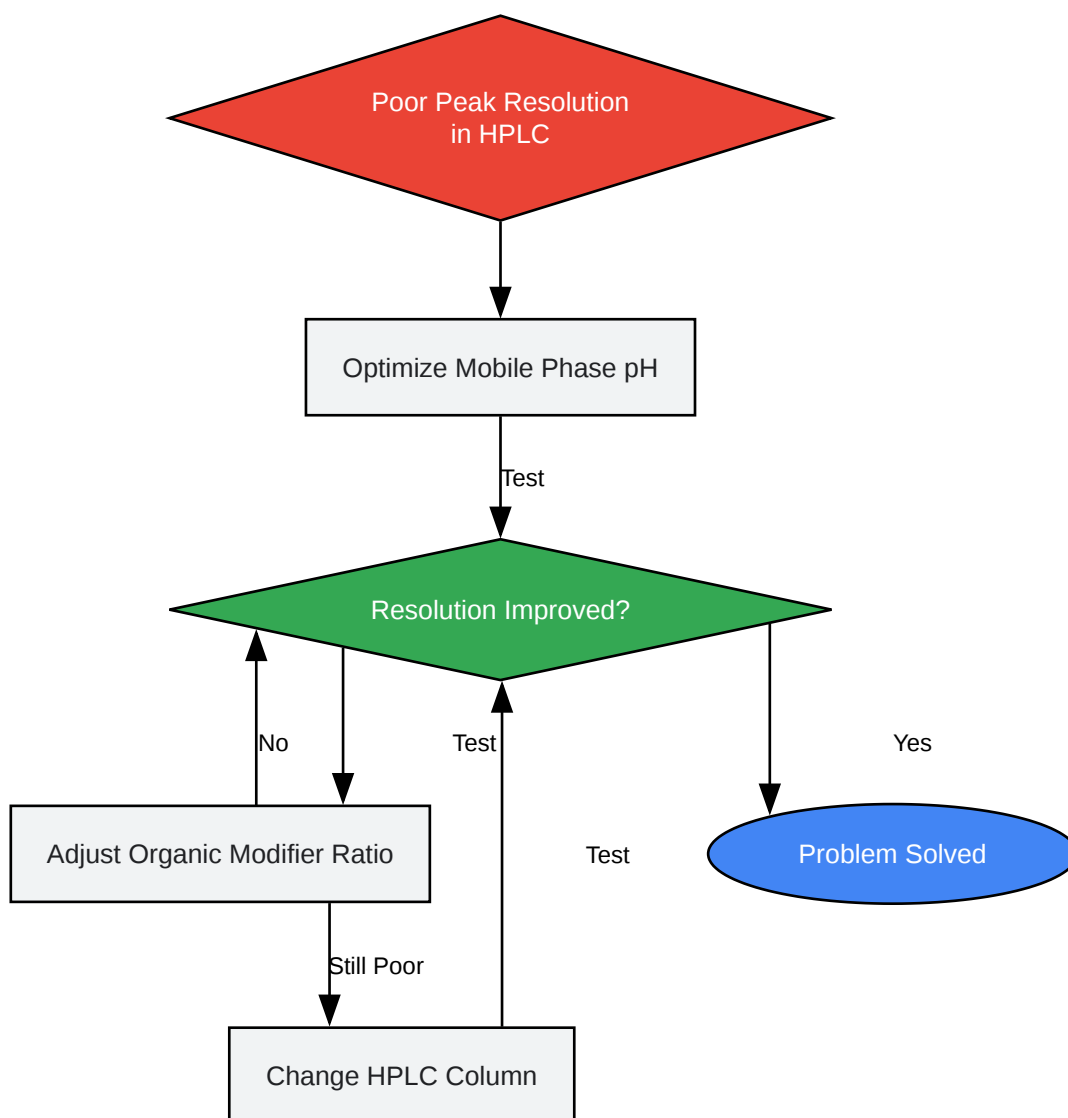 Poor Peak Resolution
in HPLC
Optimize Mobile Phase pH
Test
Resolution Improved?
No
Test
Yes
Adjust Organic Modifier Ratio
Test
Problem Solved
Still Poor
Change HPLC Column